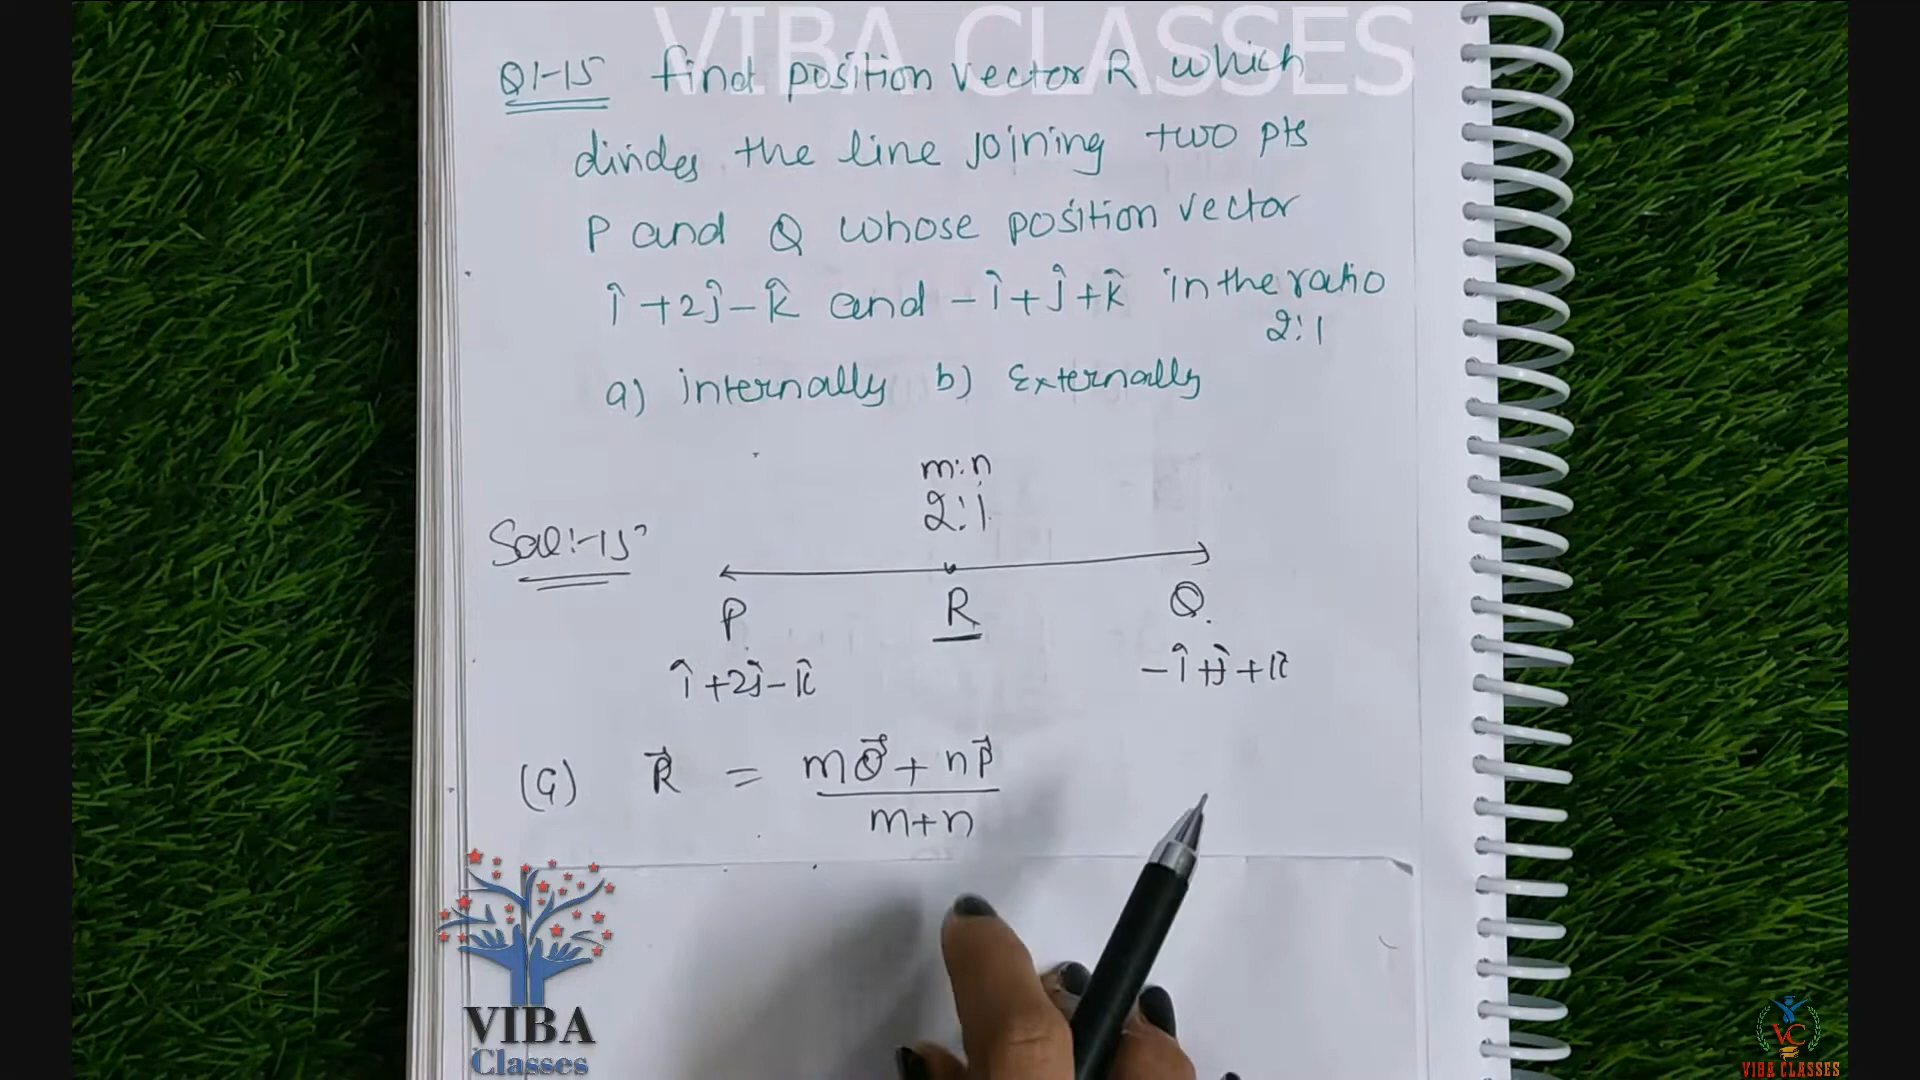 VIBA CLASSES
Q1-15 find position vector R which
divides the line joining two pts
P and Q whose position vector
î + 2ĵ - k̂ and - î + ĵ + k̂ in the ratio
2:1
a) internally b) Externally
m:n
2:1
Sol:-15
P R Q
î + 2ĵ - k̂ - î + ĵ + k̂
(a) R⃗ = mQ⃗ + nP⃗
m+n
VIBA
Classes
VC
VIBA CLASSES